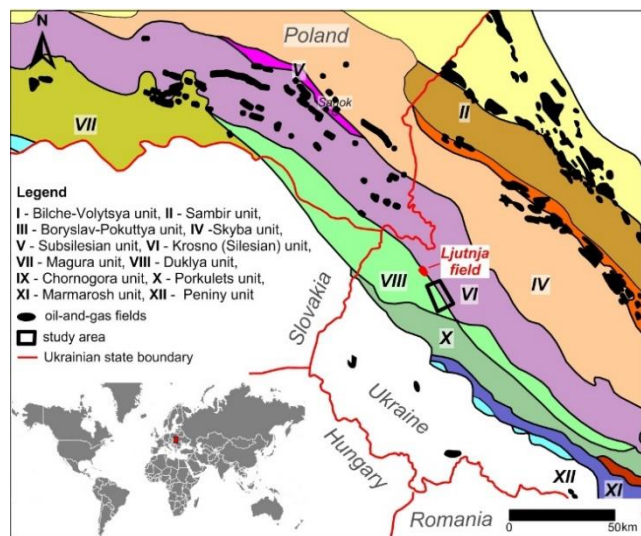 N
Poland
V
Sanok
II
VII
Legend
I - Bilche-Volytsya unit, II - Sambir unit,
III - Boryslav-Pokuttya unit, IV -Skyba unit,
V - Subsilesian unit, VI - Krosno (Silesian) unit,
VII - Magura unit, VIII - Duklya unit,
IX - Chornogora unit, X - Porkulets unit,
XI - Marmarosh unit, XII - Peniny unit
oil-and-gas fields
study area
Ukrainian state boundary
Ljutnja
field
VIII
VI
IV
X
Slovakia
Ukraine
Hungary
XII
XI
Romania
50km